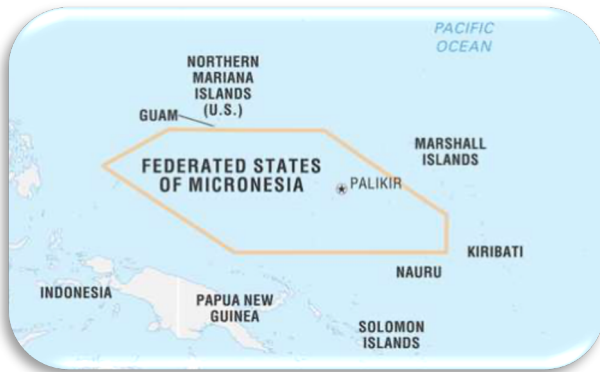 PACIFIC
OCEAN
NORTHERN
MARIANA
ISLANDS
(U.S.)
GUAM
MARSHALL
ISLANDS
FEDERATED STATES
OF MICRONESIA
PALIKIR
KIRIBATI
NAURU
INDONESIA
PAPUA NEW
GUINEA
SOLOMON
ISLANDS